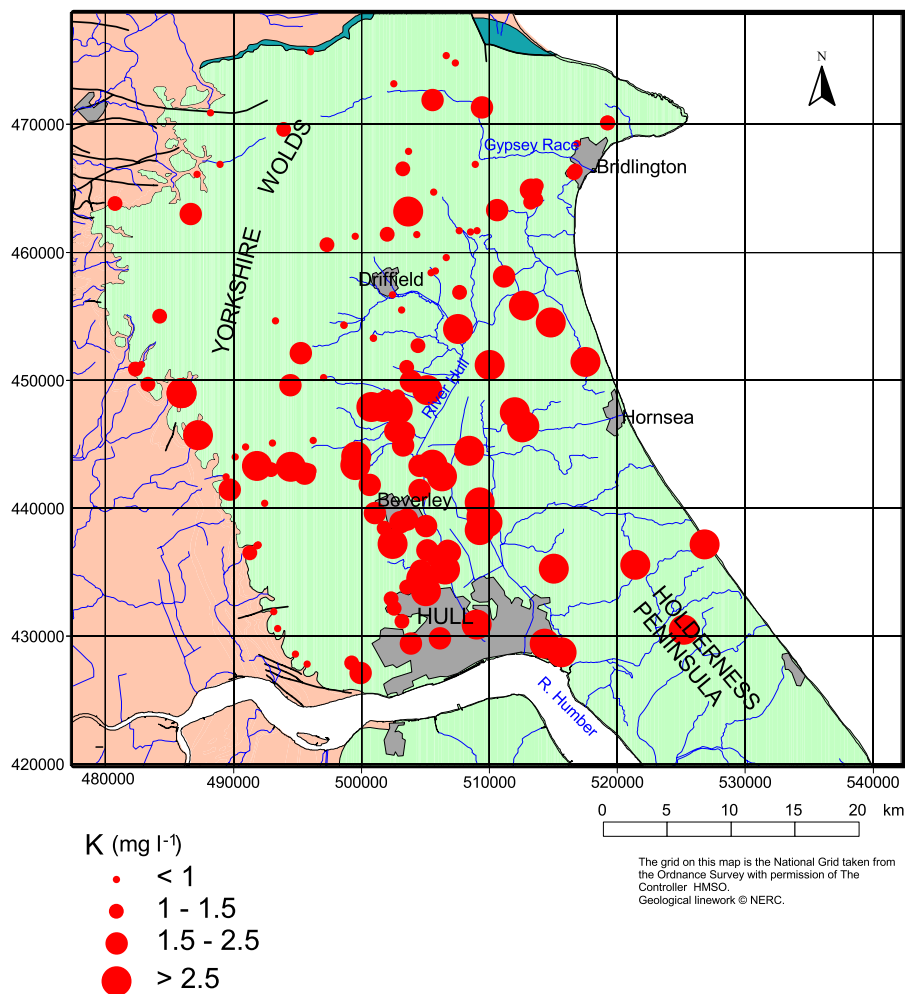 N
470000
460000
450000
440000
430000
420000
YORKSHIRE WOLDS
Gypsey Race
Bridlington
Driffield
River Hull
Hornsea
Beverley
HULL
HOLDERNESS
PENINSULA
R. Humber
480000 490000 500000 510000 520000 530000 540000
0 5 10 15 20 km
K (mg l-1)
< 1
1 - 1.5
1.5 - 2.5
> 2.5
The grid on this map is the National Grid taken from
the Ordnance Survey with permission of The
Controller HMSO.
Geological linework © NERC.